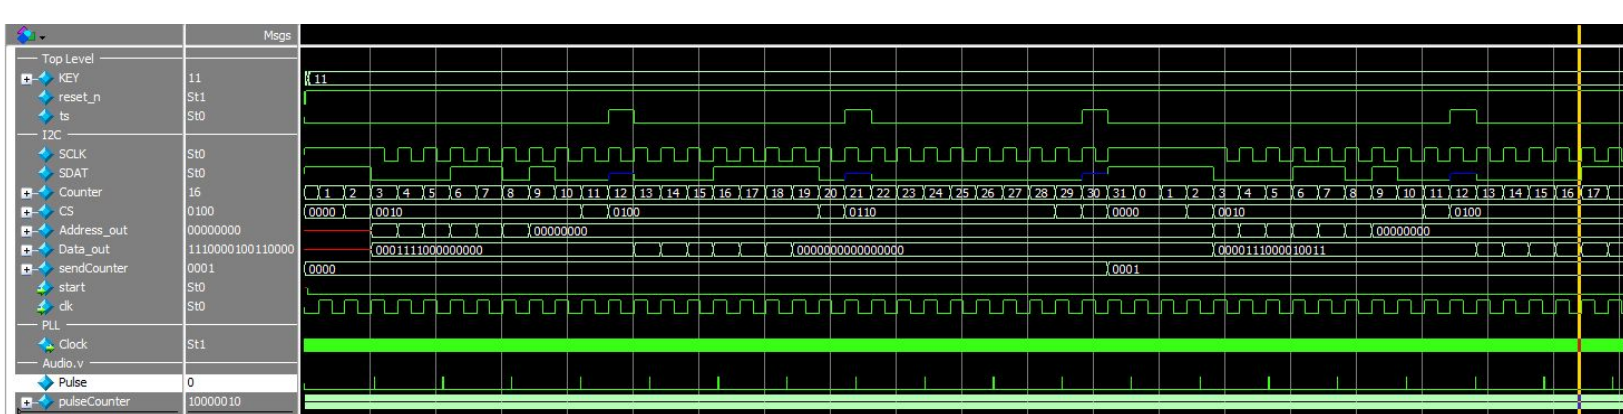 Msgs
Top Level
KEY 11 11
reset_n St1
ts St0
I2C
SCLK St0
SDAT St0
Counter 16 1 2 3 4 5 6 7 8 9 10 11 12 13 14 15 16 17 18 19 20 21 22 23 24 25 26 27 28 29 30 31 0 1 2 3 4 5 6 7 8 9 10 11 12 13 14 15 16 17
CS 0100 0000 0010 0100 0110 0000 0010 0100
Address_out 00000000 00000000 00000000
Data_out 1110000100110000 0001111000000000 0000000000000000 0000111000010011
sendCounter 0001 0000 0001
start St0
clk St0
PLL
Clock St1
Audio.v
Pulse 0
pulseCounter 10000010